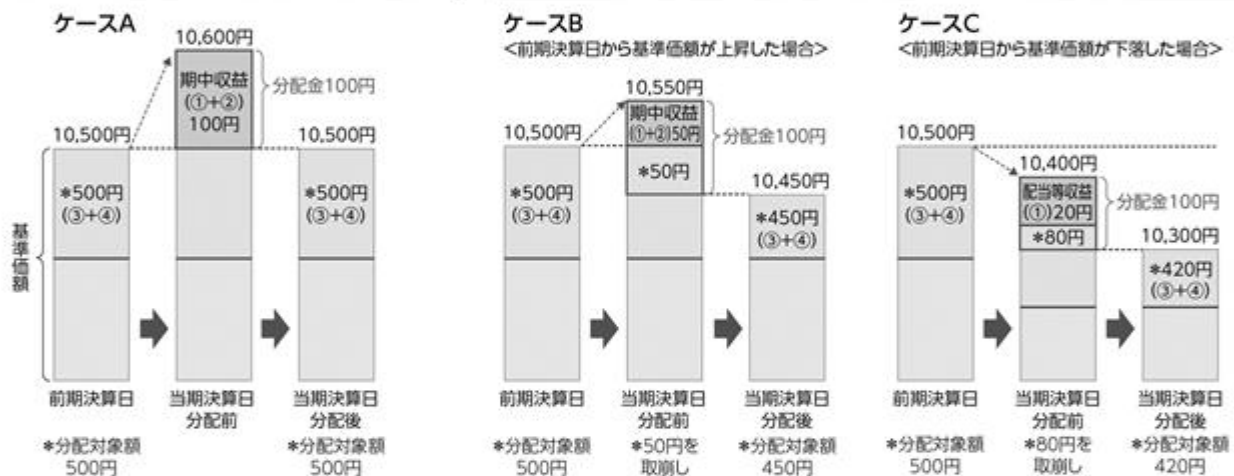 ケースA
10,600円
期中収益
(①+②)
100円
分配金100円
10,500円
10,500円
*500円
(③+④)
*500円
(③+④)
基準価額
前期決算日
当期決算日
分配前
当期決算日
分配後
*分配対象額
500円
*分配対象額
500円
ケースB
<前期決算日から基準価額が上昇した場合>
10,550円
期中収益
(①+②)50円
分配金100円
10,500円
*50円
10,450円
*500円
(③+④)
*450円
(③+④)
前期決算日
当期決算日
分配前
当期決算日
分配後
*分配対象額
500円
*50円を
取崩し
*分配対象額
450円
ケースC
<前期決算日から基準価額が下落した場合>
10,500円
10,400円
配当等収益
(①)20円
分配金100円
*80円
10,300円
*500円
(③+④)
*420円
(③+④)
前期決算日
当期決算日
分配前
当期決算日
分配後
*分配対象額
500円
*80円を
取崩し
*分配対象額
420円